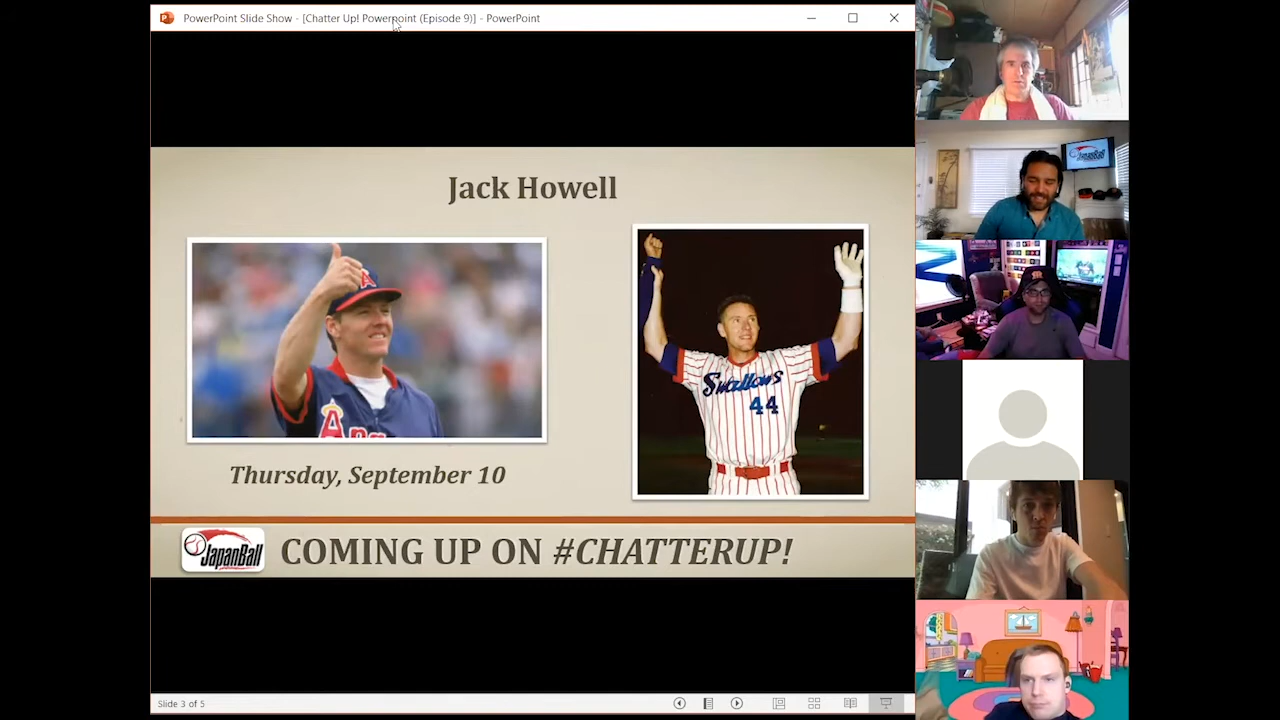 PowerPoint Slide Show - [Chatter Up! Powerpoint (Episode 9)] - PowerPoint
Jack Howell
A
Swallows
44
Thursday, September 10
JapanBall
COMING UP ON #CHATTERUP!
JapanBall
Slide 3 of 5